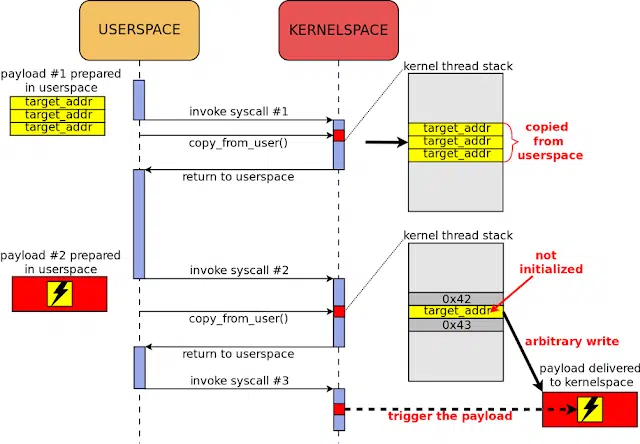 USERSPACE
KERNELSPACE
payload #1 prepared
in userspace
target_addr
target_addr
target_addr
invoke syscall #1
copy_from_user()
return to userspace
kernel thread stack
target_addr
target_addr
target_addr
copied
from
userspace
payload #2 prepared
in userspace
invoke syscall #2
copy_from_user()
return to userspace
invoke syscall #3
kernel thread stack
not
initialized
0x42
target_addr
0x43
arbitrary write
payload delivered
to kernelspace
trigger the payload